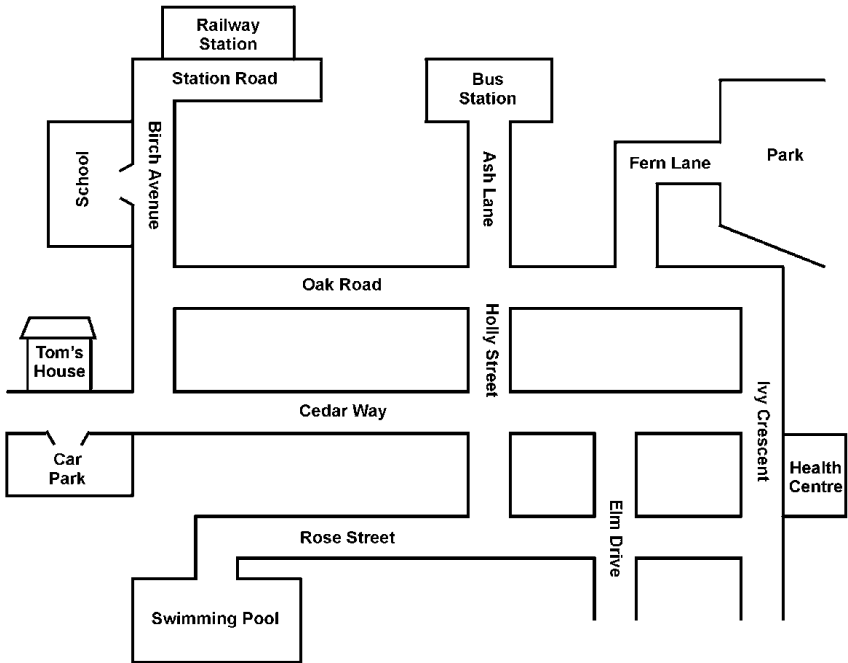 Railway
Station
Station Road
Bus
Station
School
Birch Avenue
Ash Lane
Fern Lane
Park
Oak Road
Holly Street
Tom's
House
Cedar Way
Ivy Crescent
Car
Park
Health
Centre
Rose Street
Elm Drive
Swimming Pool